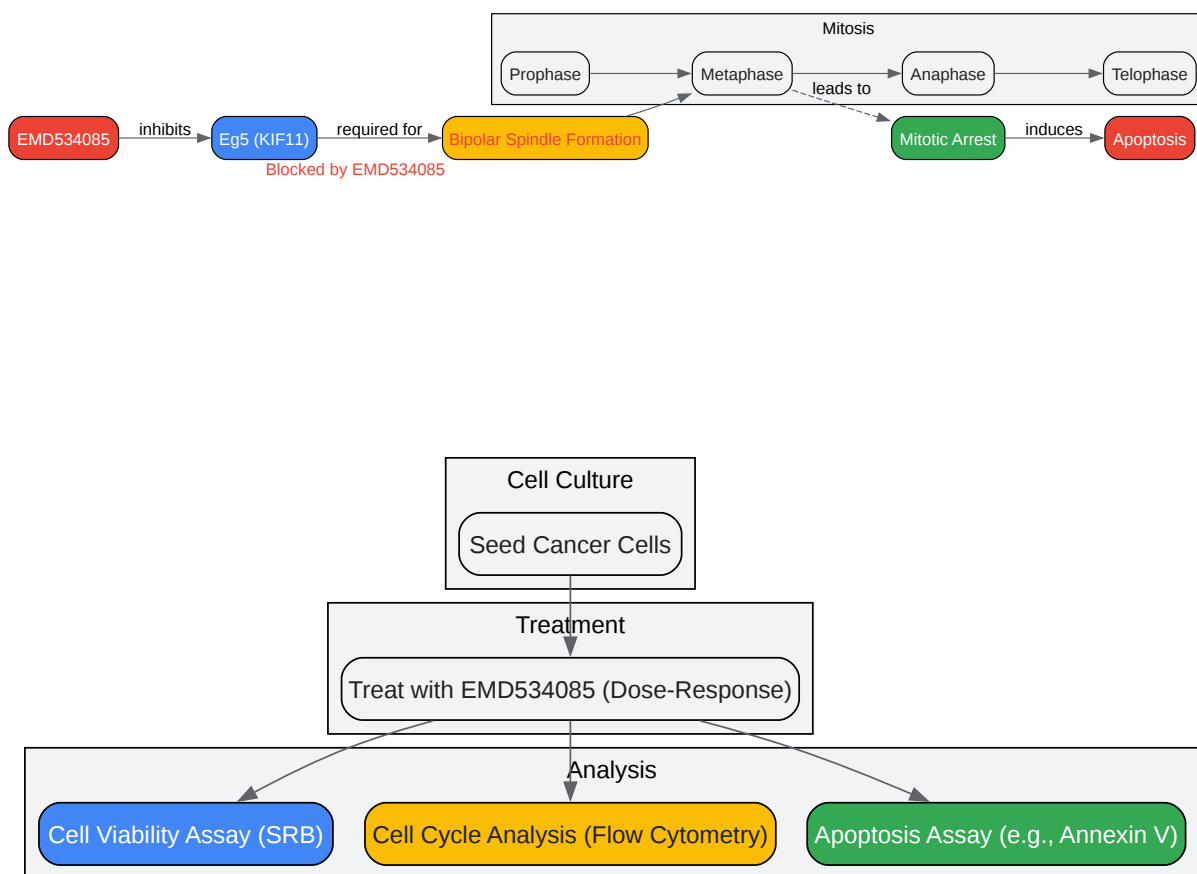 Mitosis
Prophase
Metaphase
Anaphase
Telophase
leads to
EMD534085
inhibits
Eg5 (KIF11)
required for
Bipolar Spindle Formation
Mitotic Arrest
induces
Apoptosis
Blocked by EMD534085
Cell Culture
Seed Cancer Cells
Treatment
Treat with EMD534085 (Dose-Response)
Analysis
Cell Viability Assay (SRB)
Cell Cycle Analysis (Flow Cytometry)
Apoptosis Assay (e.g., Annexin V)